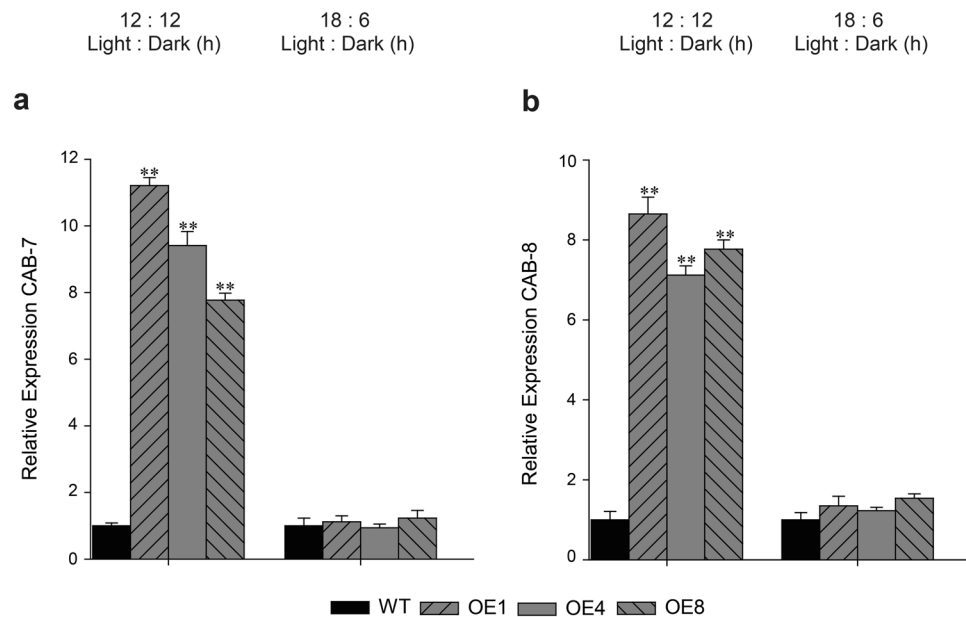 12 : 12
Light : Dark (h)
18 : 6
Light : Dark (h)
12 : 12
Light : Dark (h)
18 : 6
Light : Dark (h)
a
Relative Expression CAB-7
12
10
8
6
4
2
0
**
**
**
b
Relative Expression CAB-8
10
8
6
4
2
0
**
**
**
WT OE1 OE4 OE8